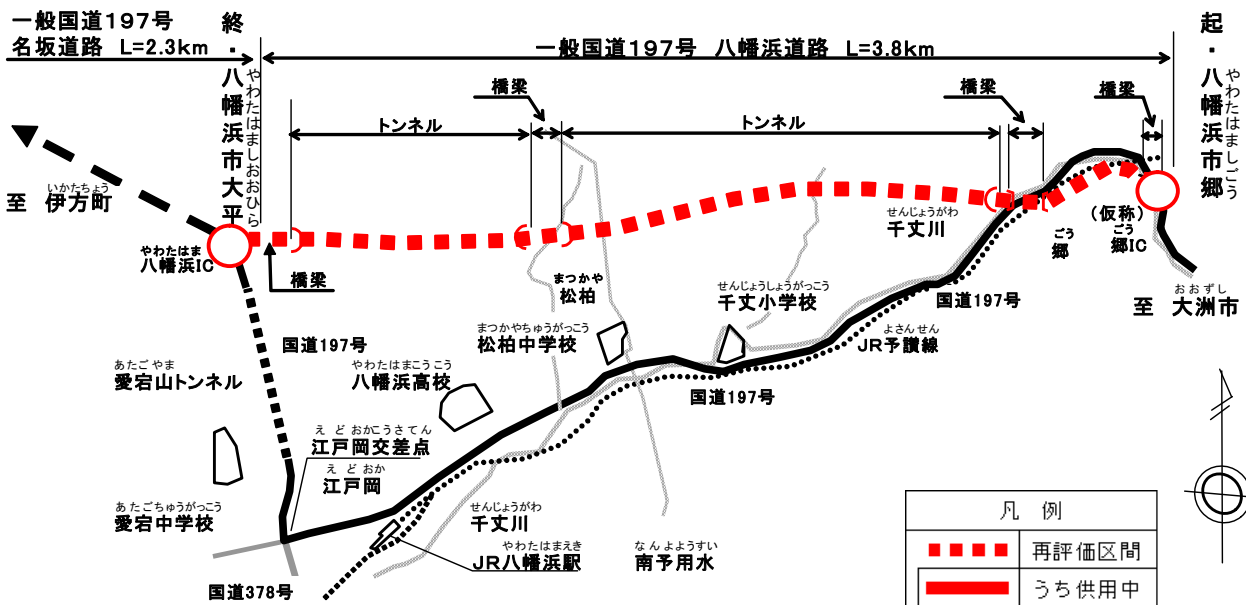 一般国道197号
名坂道路 L=2.3km
終・八幡浜市大平
やわたはましおおひら
一般国道197号 八幡浜道路 L=3.8km
起・八幡浜市郷
やわたはましごう
橋梁
橋梁
橋梁
トンネル
トンネル
いかたちょう
至 伊方町
やわたはま
八幡浜IC
橋梁
せんじょうがわ
千丈川
ごう
郷
(仮称)
ごう
郷IC
おおずし
至 大洲市
まつかや
松柏
せんじょうしょうがっこう
千丈小学校
国道197号
まつかやちゅうがっこう
松柏中学校
よさんせん
JR予讃線
国道197号
あたごやま
愛宕山トンネル
やわたはまこうこう
八幡浜高校
国道197号
えどおかこうさてん
江戸岡交差点
えどおか
江戸岡
あたごちゅうがっこう
愛宕中学校
せんじょうがわ
千丈川
やわたはまえき
JR八幡浜駅
なんようすい
南予用水
国道378号
凡 例
再評価区間
うち供用中